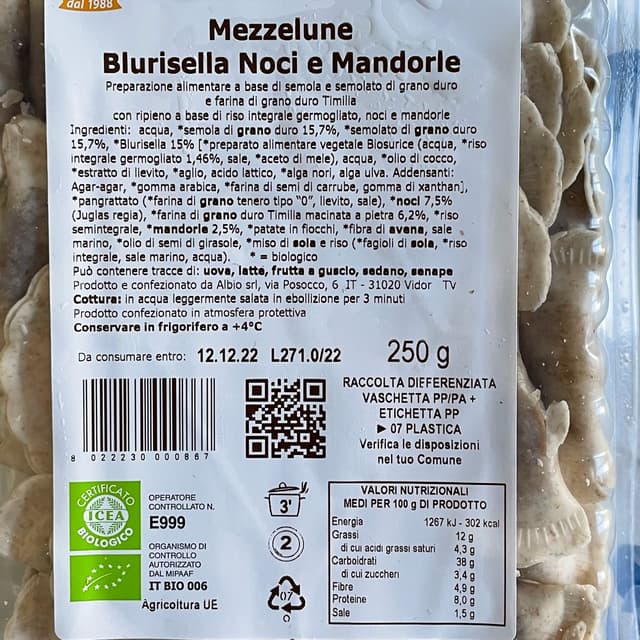 dal 1988
Mezzelune
Blurisella Noci e Mandorle
Preparazione alimentare a base di semola e semolato di grano duro
e farina di grano duro Timilia
con ripieno a base di riso integrale germogliato, noci e mandorle
Ingredienti: acqua, *semola di grano duro 15,7%, *semolato di grano duro
15,7%, *Blurisella 15% [*preparato alimentare vegetale Biosurice (acqua, *riso
integrale germogliato 1,46%, sale, *aceto di mele), acqua, *olio di cocco,
*estratto di lievito, *aglio, acido lattico, *alga nori, alga ulva. Addensanti:
Agar-agar, *gomma arabica, *farina di semi di carrube, gomma di xanthan],
*pangrattato (*farina di grano tenero tipo "0", lievito, sale), *noci 7,5%
(Juglas regia), *farina di grano duro Timilia macinata a pietra 6,2%, *riso
semintegrale, *mandorle 2,5%, *patate in fiocchi, *fibra di avena, sale
marino, *olio di semi di girasole, *miso di soia e riso (*fagioli di soia, *riso
integrale, sale marino, acqua). * = biologico
Può contenere tracce di: uova, latte, frutta a guscio, sedano, senape
Prodotto e confezionato da Albio srl, via Posocco, 6 IT - 31020 Vidor TV
Cottura: in acqua leggermente salata in ebollizione per 3 minuti
Prodotto confezionato in atmosfera protettiva
Conservare in frigorifero a +4°C
Da consumare entro: 12.12.22 L271.0/22 250 g
8 022230 000867
RACCOLTA DIFFERENZIATA
VASCHETTA PP/PA +
ETICHETTA PP
▶ 07 PLASTICA
Verifica le disposizioni
nel tuo Comune
CERTIFICATO
ICEA
BIOLOGICO
OPERATORE
CONTROLLATO N.
E999
ORGANISMO DI
CONTROLLO
AUTORIZZATO
DAL MIPAAF
IT BIO 006
Agricoltura UE
3'
2
07
O
VALORI NUTRIZIONALI
MEDI PER 100 g DI PRODOTTO
Energia 1267 kJ - 302 kcal
Grassi 12 g
di cui acidi grassi saturi 4,3 g
Carboidrati 38 g
di cui zuccheri 3,4 g
Fibre 4,9 g
Proteine 8,0 g
Sale 1,5 g